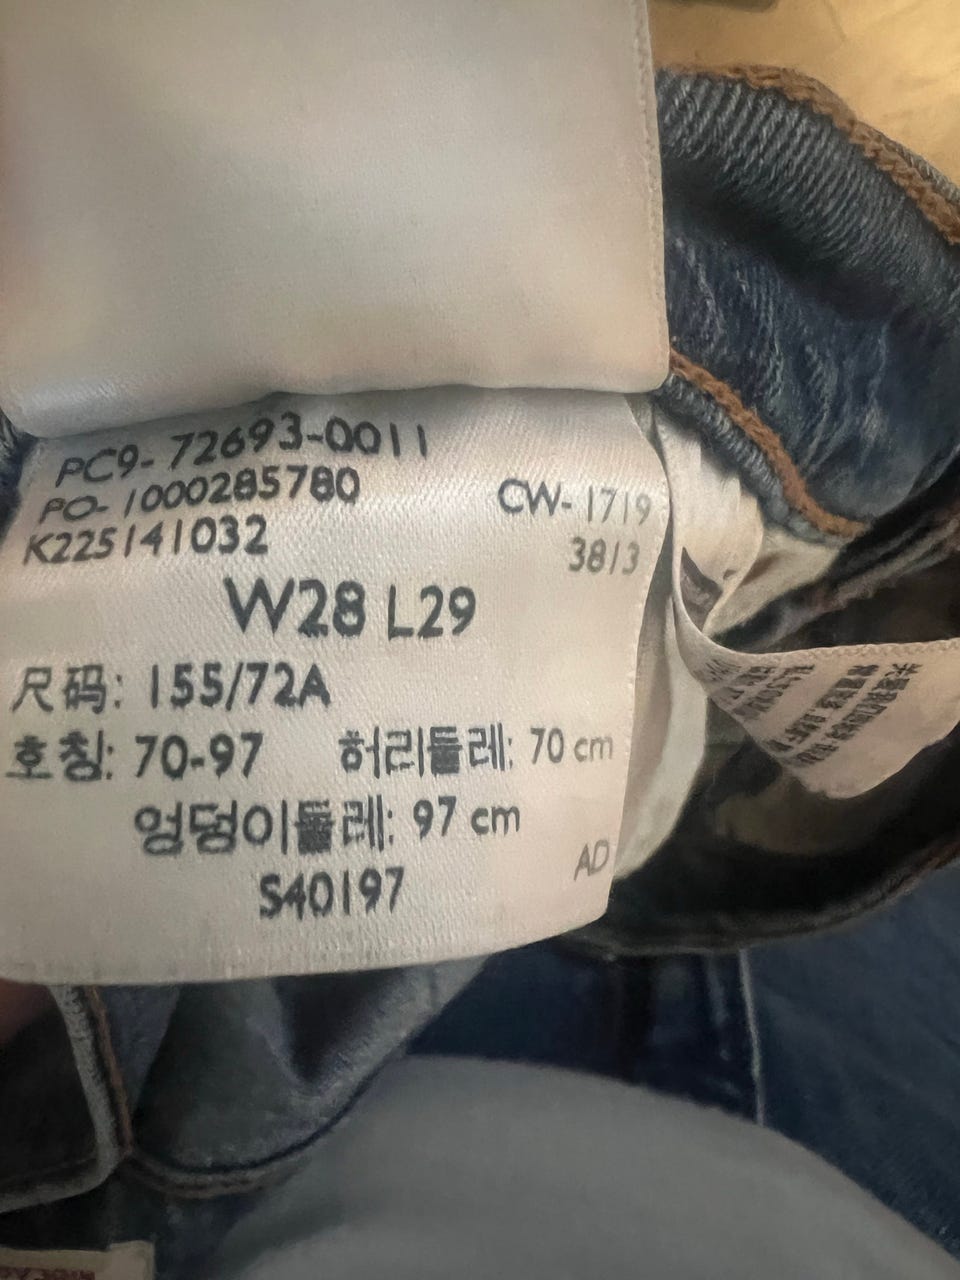 PC9-72693-0011
PO-1000285780
K225141032
CW-1719
3813
W28 L29
尺码: 155/72A
호칭: 70-97 허리둘레: 70 cm
엉덩이둘레: 97 cm
S40197
AD